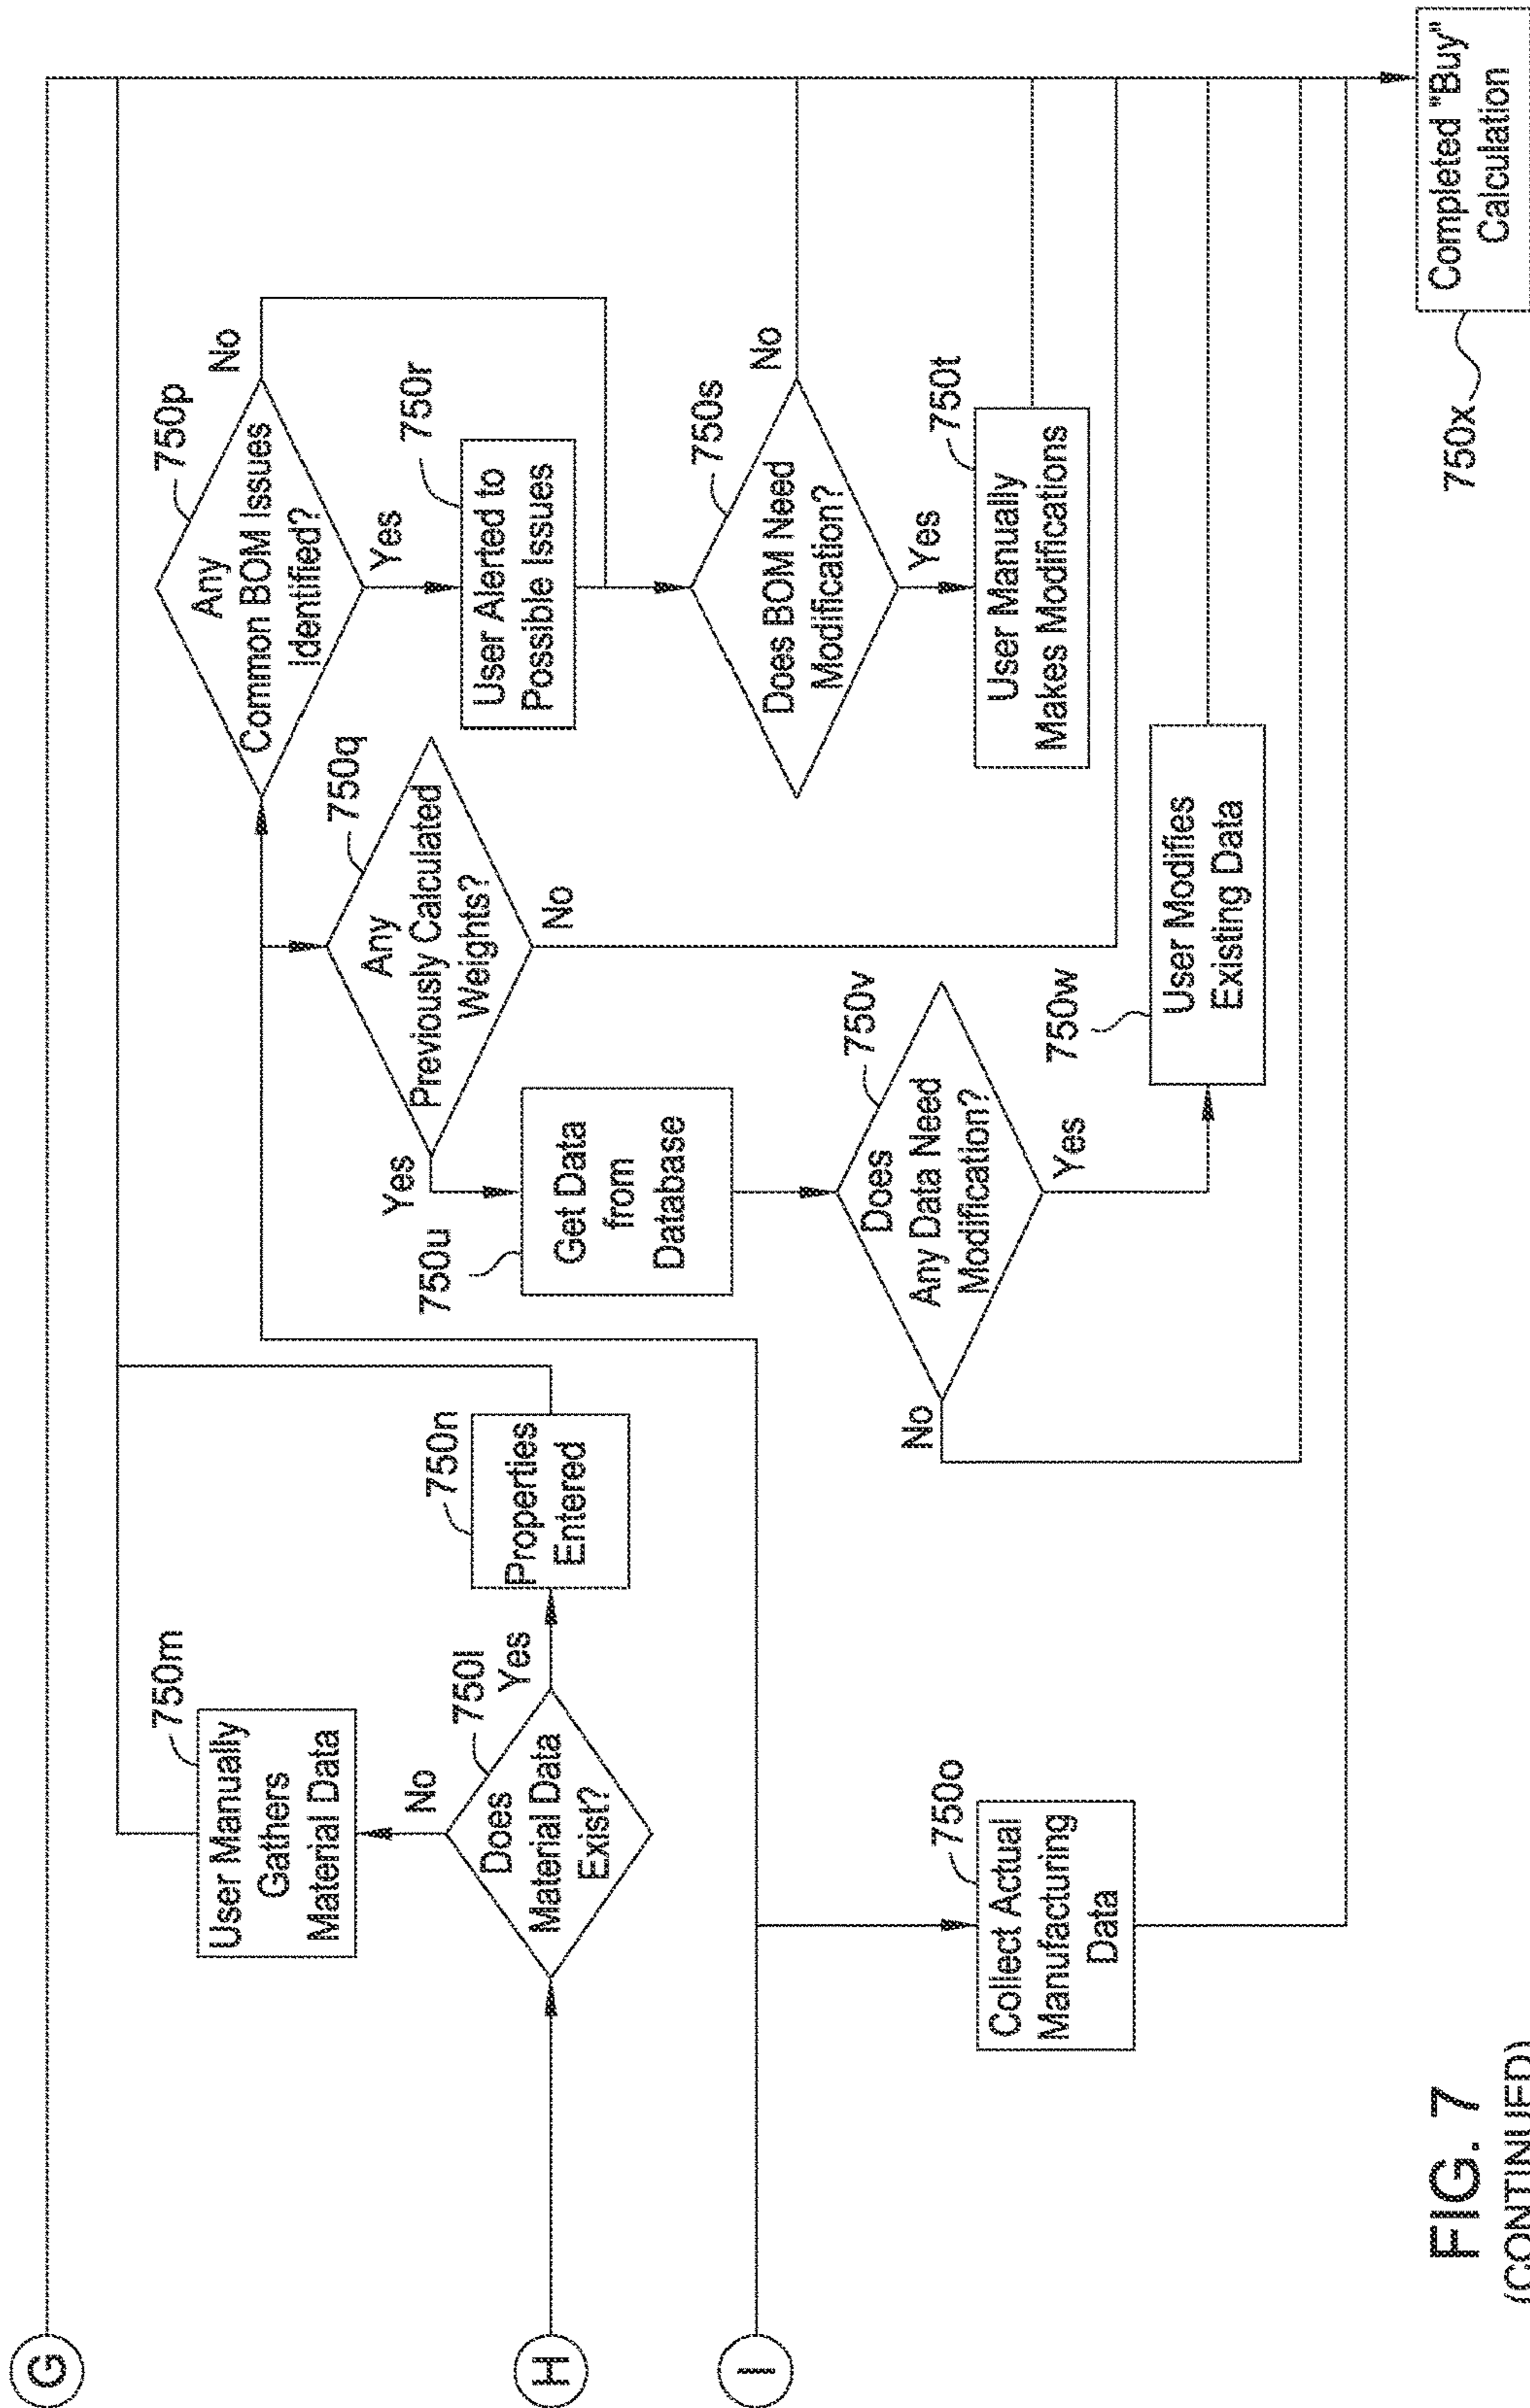 G
H
I
750m
User Manually
Gathers
Material Data
No
750l
Does
Material Data
Exist?
Yes
750n
Properties
Entered
750o
Collect Actual
Manufacturing
Data
750p
Any
Common BOM Issues
Identified?
No
Yes
750r
User Alerted to
Possible Issues
750q
Any
Previously Calculated
Weights?
Yes
No
750s
Does BOM Need
Modification?
No
Yes
750t
User Manually
Makes Modifications
750u
Get Data
from
Database
750v
Does
Any Data Need
Modification?
No
Yes
750w
User Modifies
Existing Data
750x
Completed "Buy"
Calculation
FIG. 7
(CONTINUED)